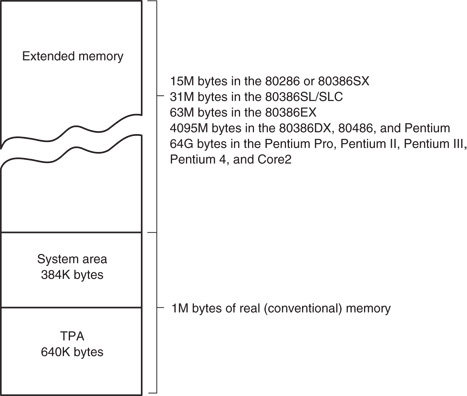 Extended memory
15M bytes in the 80286 or 80386SX
31M bytes in the 80386SL/SLC
63M bytes in the 80386EX
4095M bytes in the 80386DX, 80486, and Pentium
64G bytes in the Pentium Pro, Pentium II, Pentium III,
Pentium 4, and Core2
System area
384K bytes
1M bytes of real (conventional) memory
TPA
640K bytes